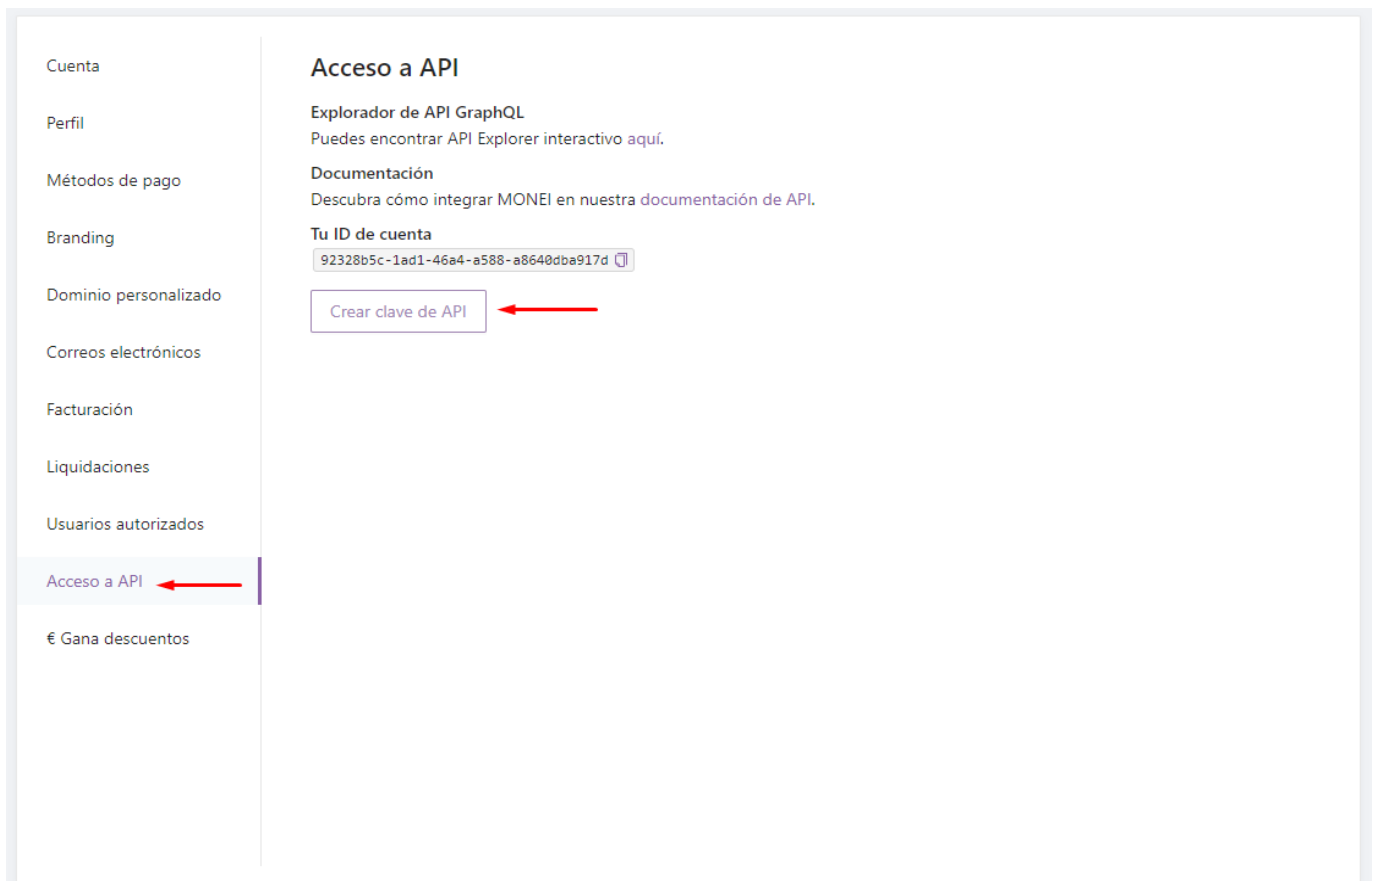 Cuenta
Perfil
Métodos de pago
Branding
Dominio personalizado
Correos electrónicos
Facturación
Liquidaciones
Usuarios autorizados
Acceso a API
€ Gana descuentos
Acceso a API
Explorador de API GraphQL
Puedes encontrar API Explorer interactivo aquí.
Documentación
Descubra cómo integrar MONEI en nuestra documentación de API.
Tu ID de cuenta
92328b5c-1ad1-46a4-a588-a8640dba917d
Crear clave de API